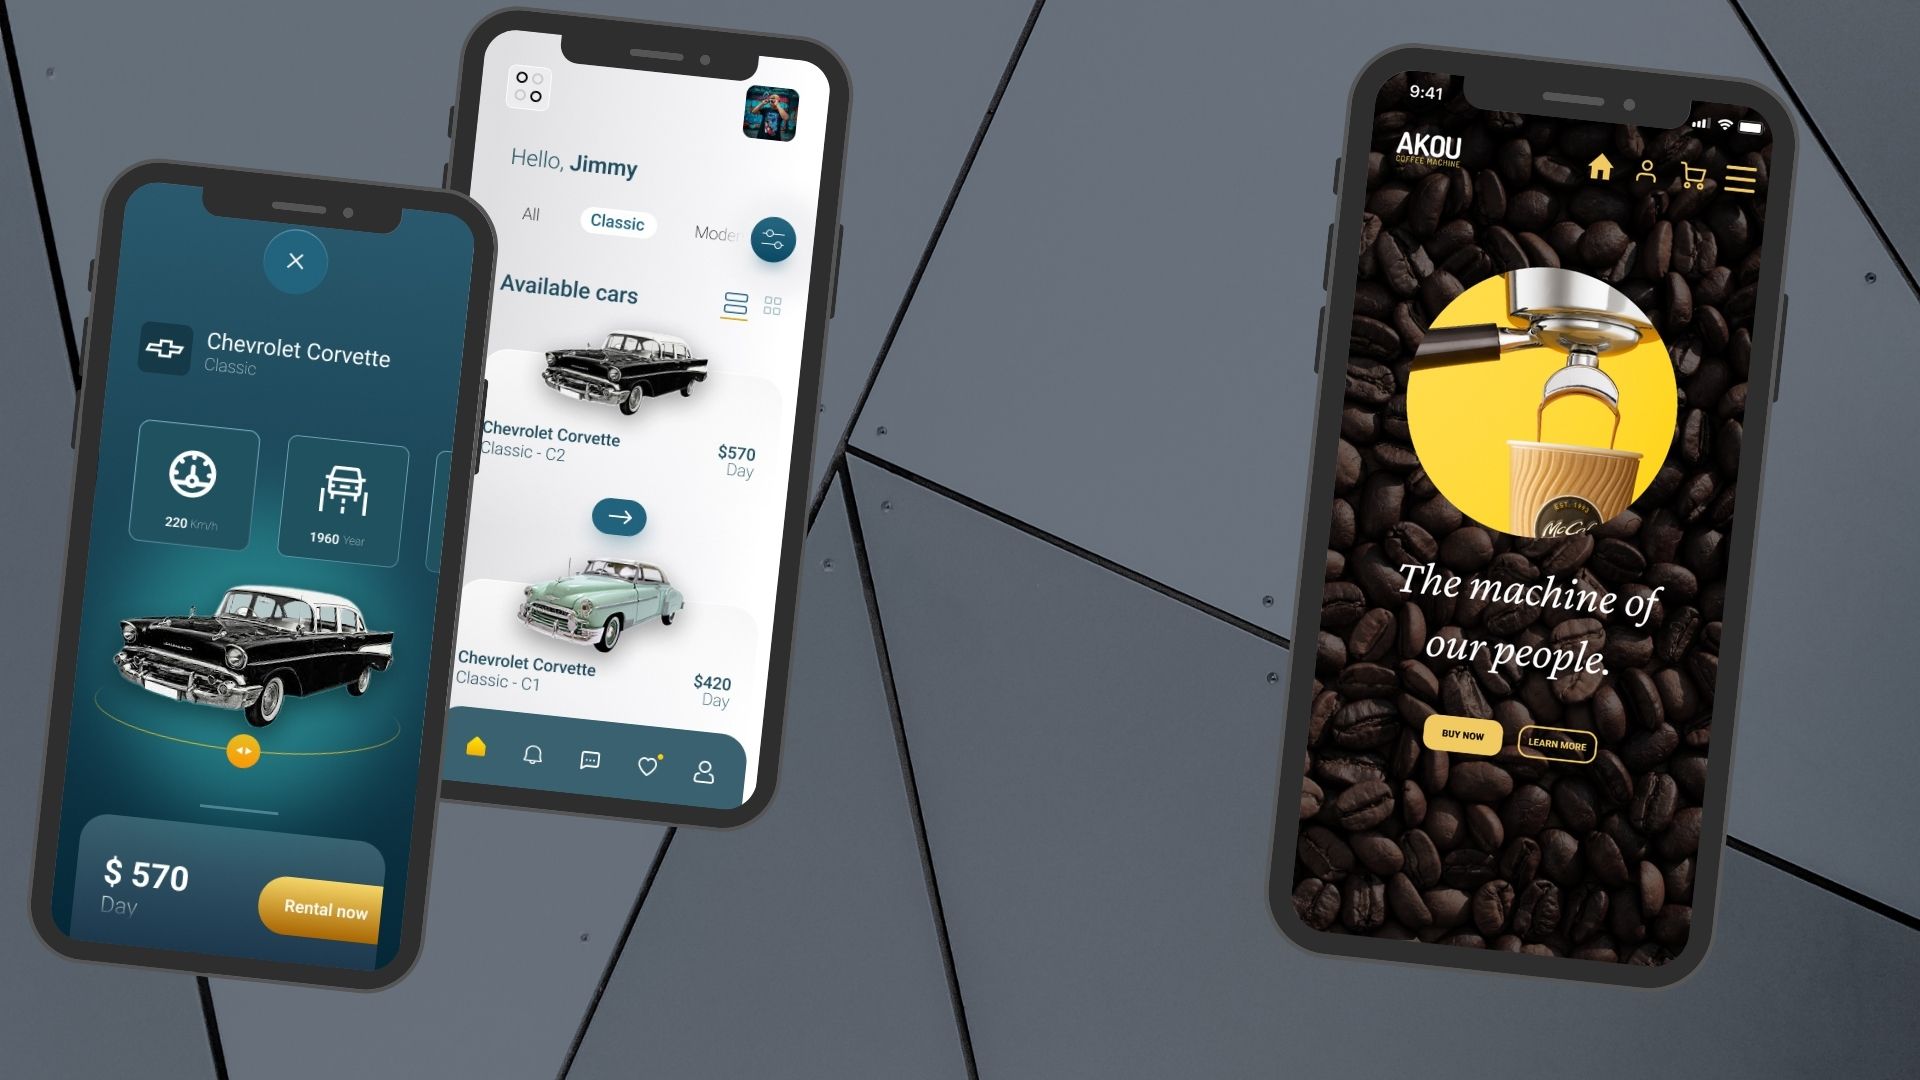 Chevrolet Corvette
Classic
220 Km/h
1960 Year
$ 570
Day
Rental now
Hello, Jimmy
All
Classic
Moder
Available cars
Chevrolet Corvette
Classic - C2
$570
Day
Chevrolet Corvette
Classic - C1
$420
Day
9:41
AKOU
COFFEE MACHINE
EST. 1993
McCaf
The machine of
our people.
BUY NOW
LEARN MORE